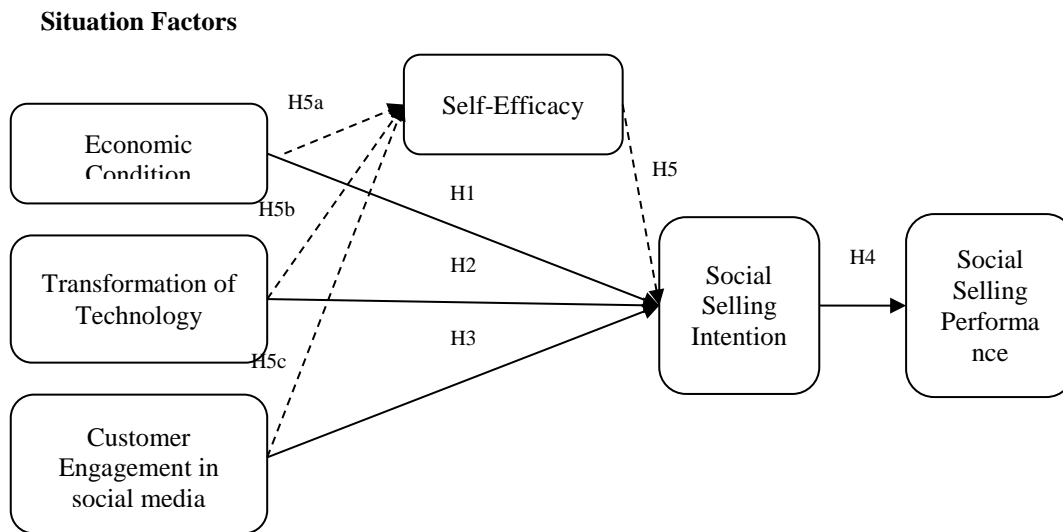 Situation Factors
H5a
Self-Efficacy
Economic
Condition
H5
H5b
H1
Transformation of
Technology
H2
Social
Selling
Intention
H4
Social
Selling
Performa
nce
H3
H5c
Customer
Engagement in
social media